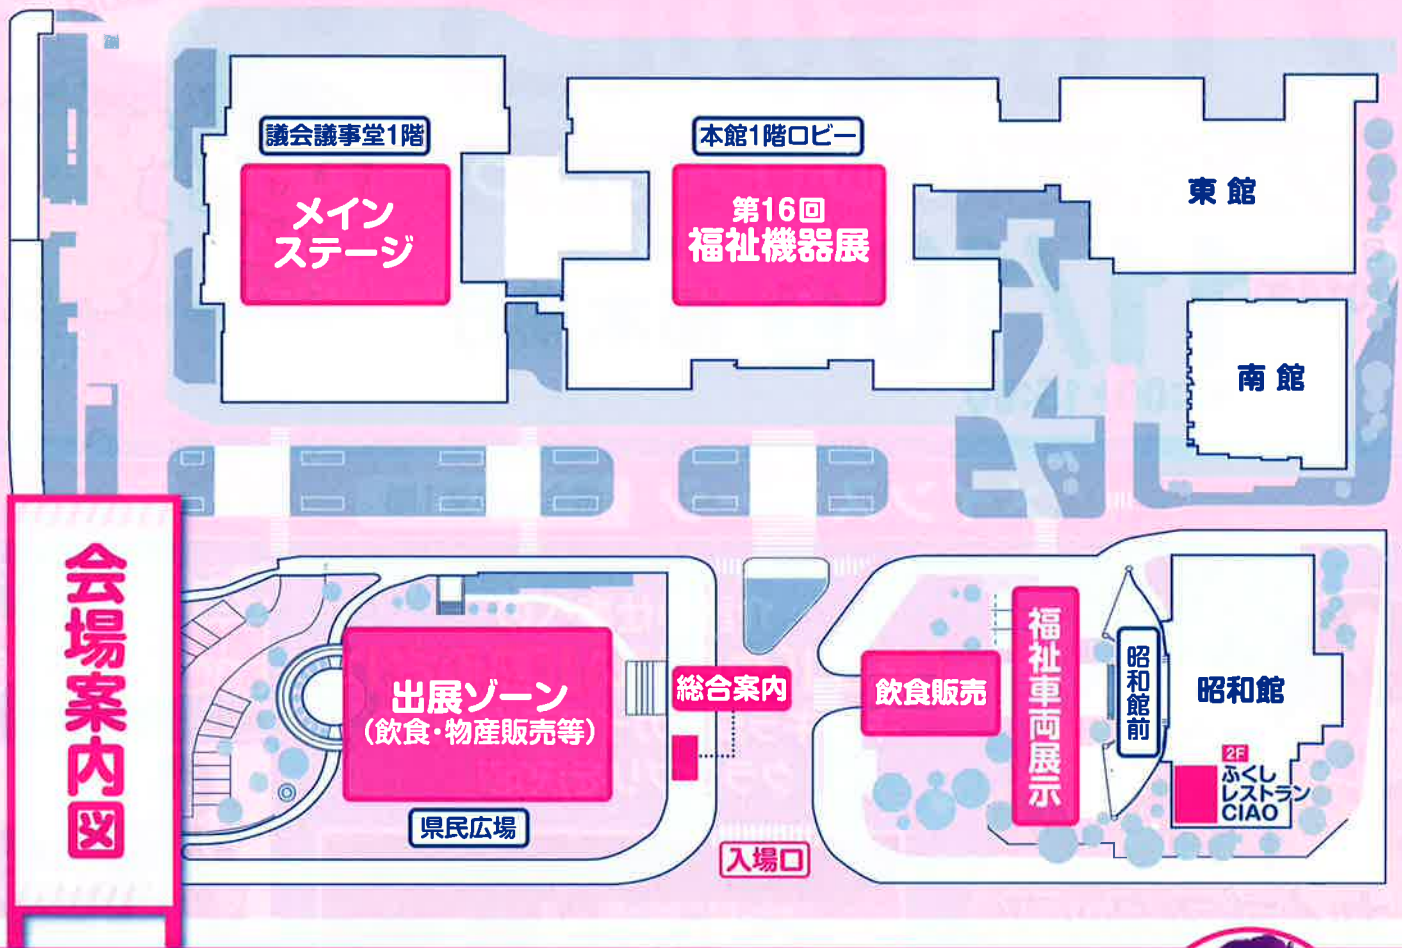 議会議事堂1階
メイン
ステージ
本館1階ロビー
第16回
福祉機器展
東館
南館
会場案内図
出展ゾーン
(飲食・物産販売等)
県民広場
総合案内
入場口
飲食販売
福祉車両展示
昭和館前
昭和館
2F
ふくし
レストラン
CIAO